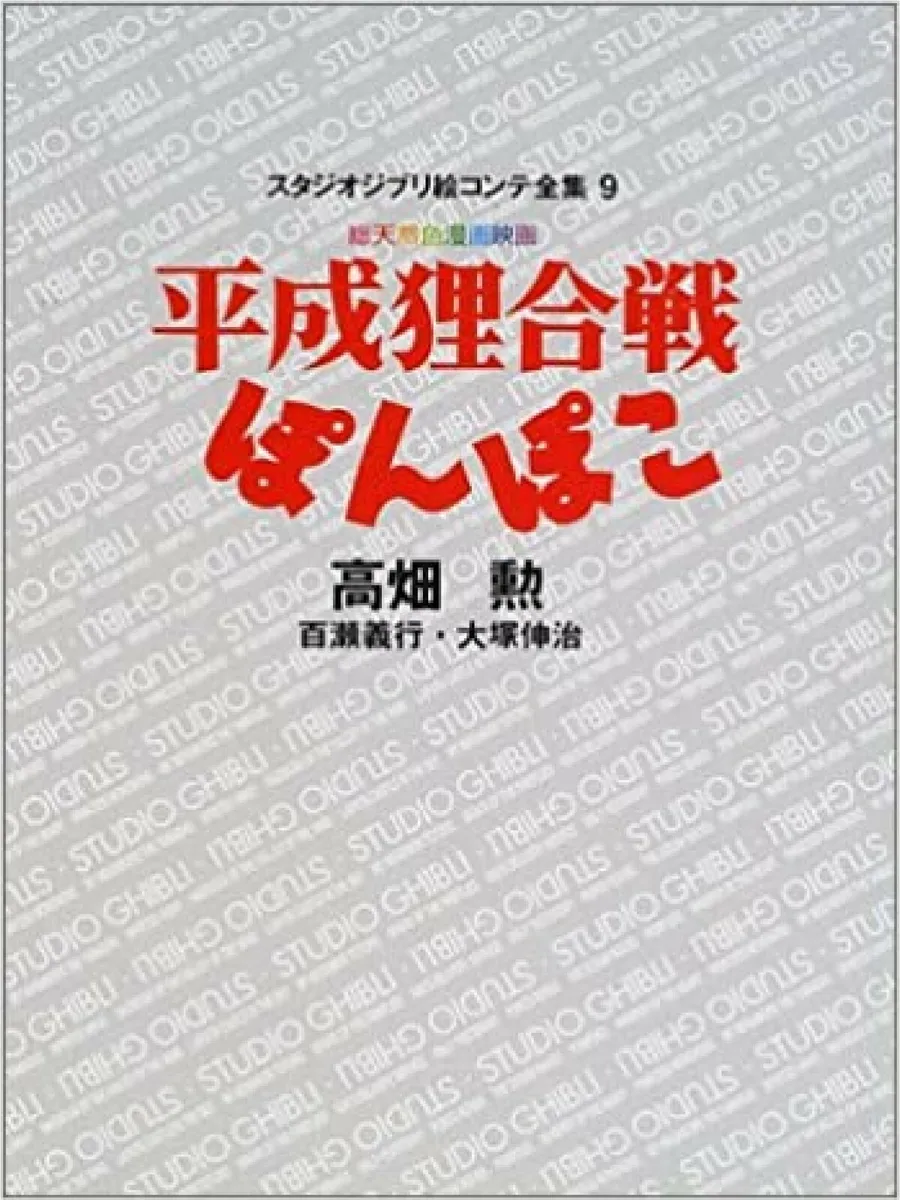 スタジオジブリ絵コンテ全集 9
総天然色漫画映画
平成狸合戦
ぽんぽこ
高畑 勲
百瀬義行・大塚伸治
STUDIO GHIBLI